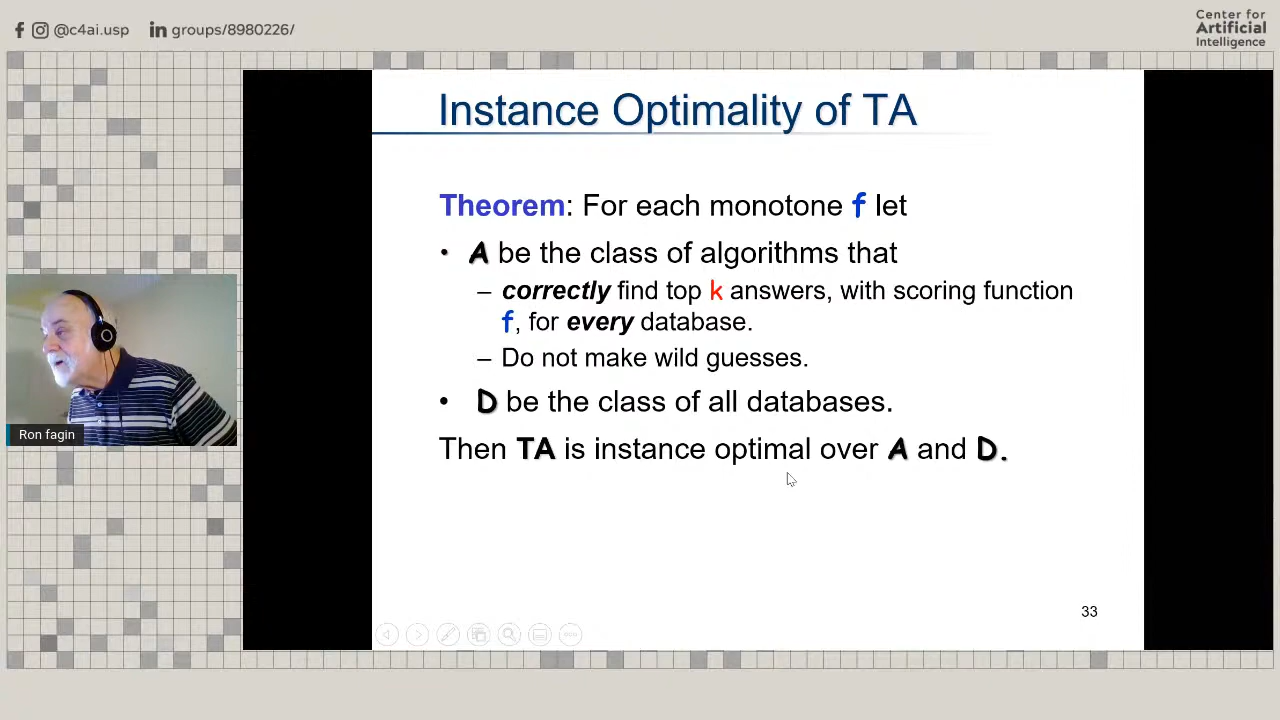 @c4ai.usp in groups/8980226/
Center for
Artificial
Intelligence
Instance Optimality of TA
Theorem: For each monotone f let
• A be the class of algorithms that
– correctly find top k answers, with scoring function
f, for every database.
– Do not make wild guesses.
• D be the class of all databases.
Then TA is instance optimal over A and D.
Ron fagin
33